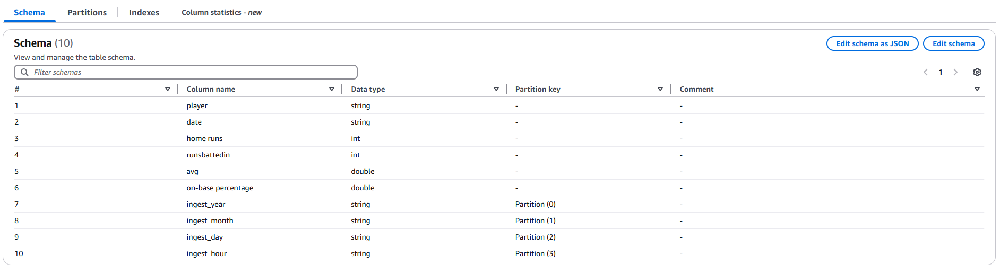 Schema Partitions Indexes Column statistics - new
Schema (10)
Edit schema as JSON Edit schema
View and manage the table schema.
Filter schemas
1
# Column name Data type Partition key Comment
1 player string - -
2 date string - -
3 home runs int - -
4 runsbattedin int - -
5 avg double - -
6 on-base percentage double - -
7 ingest_year string Partition (0) -
8 ingest_month string Partition (1) -
9 ingest_day string Partition (2) -
10 ingest_hour string Partition (3) -